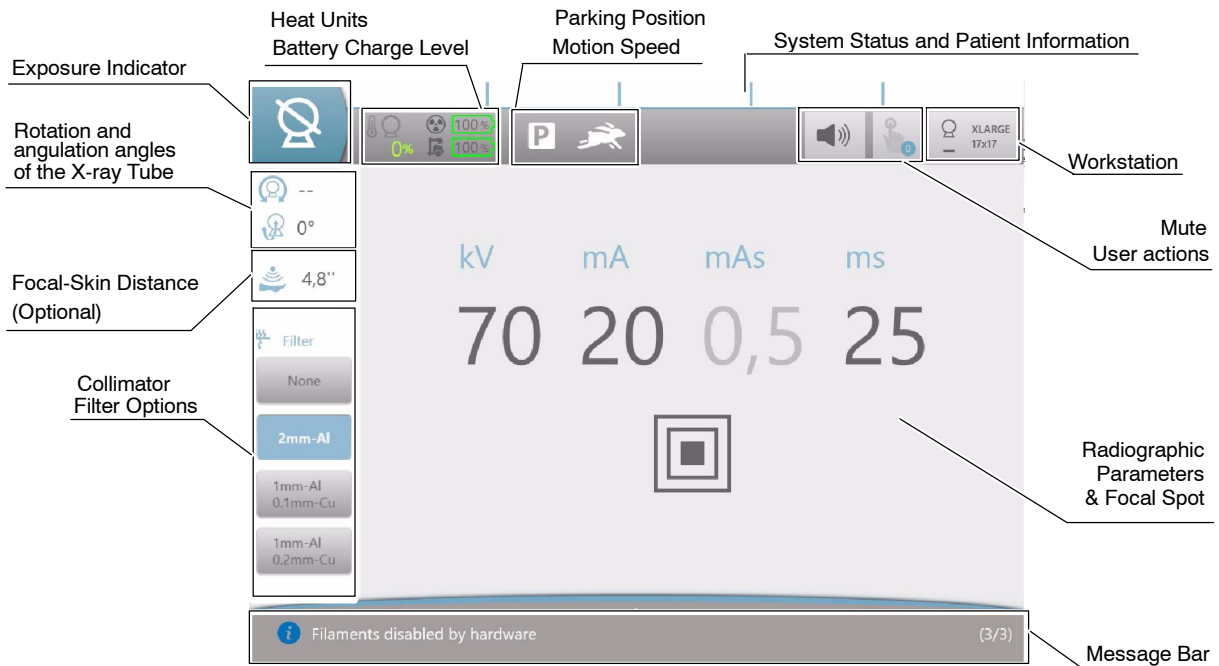 Heat Units
Battery Charge Level
Parking Position
Motion Speed
System Status and Patient Information
Exposure Indicator
Rotation and
angulation angles
of the X-ray Tube
0%
100 %
100 %
P
XLARGE
17x17
0
Workstation
Mute
User actions
--
0°
Focal-Skin Distance
(Optional)
4,8''
kV mA mAs ms
70 20 0,5 25
Filter
None
Collimator
Filter Options
2mm-Al
1mm-Al
0.1mm-Cu
1mm-Al
0.2mm-Cu
Radiographic
Parameters
& Focal Spot
i Filaments disabled by hardware (3/3)
Message Bar